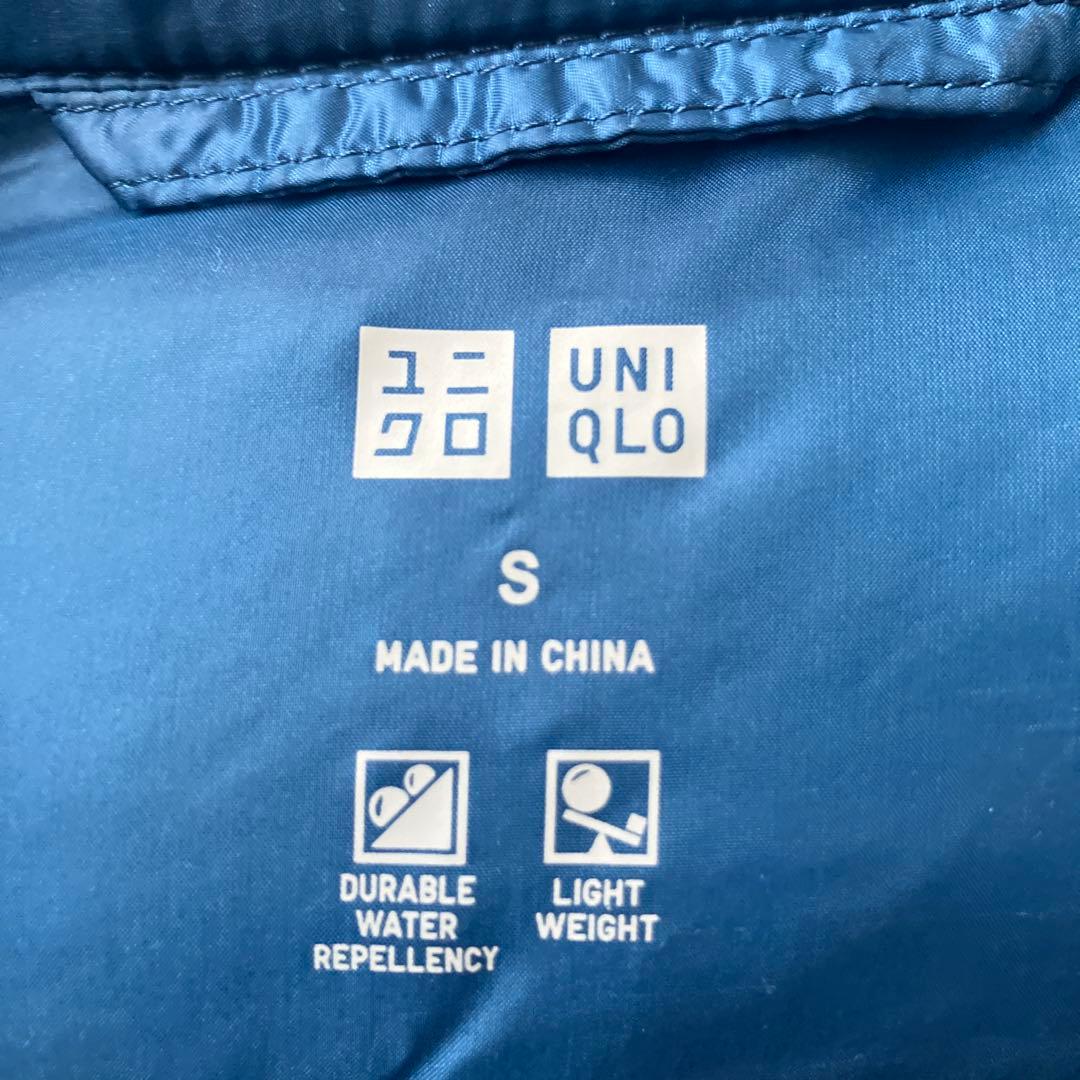 ユニ
クロ
UNI
QLO
S
MADE IN CHINA
DURABLE
WATER
REPELLENCY
LIGHT
WEIGHT